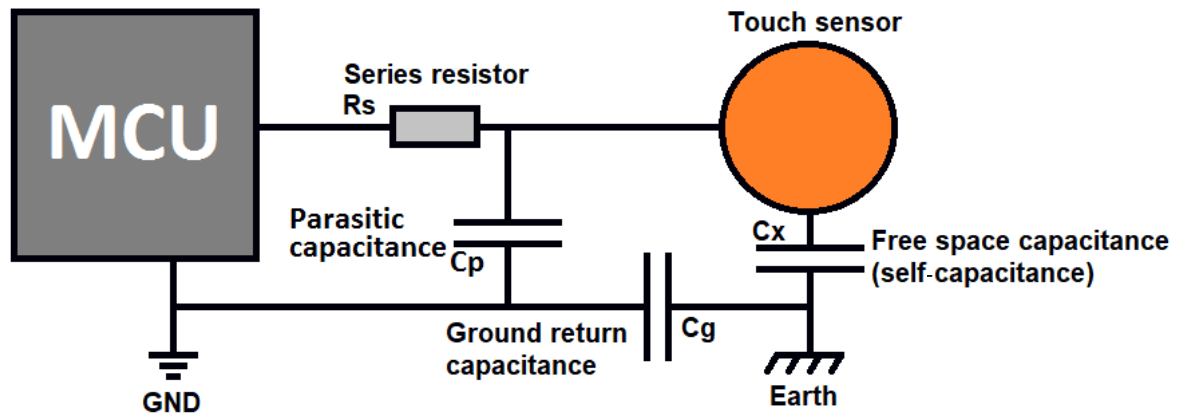 Touch sensor
Series resistor
Rs
MCU
Parasitic
capacitance
Cp
Cx
Free space capacitance
(self-capacitance)
Ground return
capacitance
Cg
GND
Earth